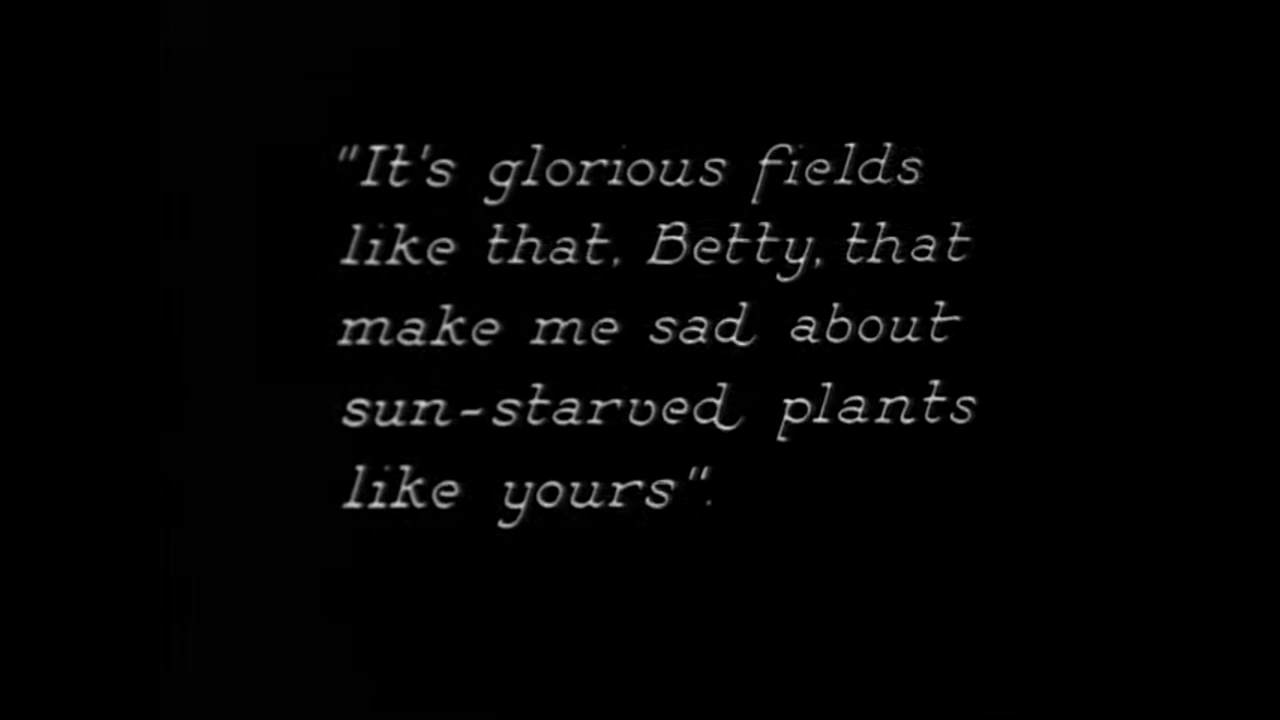 "It's glorious fields
like that, Betty, that
make me sad about
sun-starved plants
like yours".